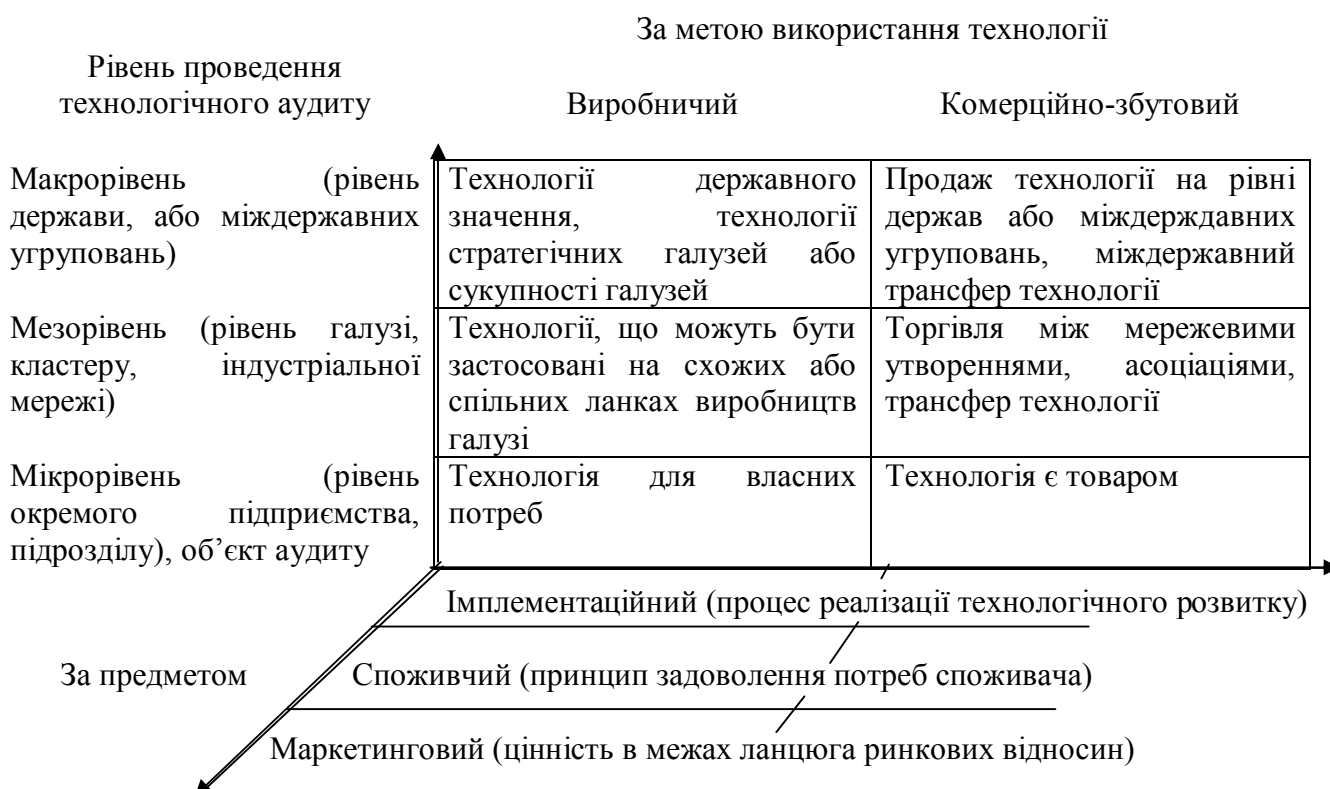 За метою використання технології
Рівень проведення
технологічного аудиту
Виробничий
Комерційно-збутовий
Макрорівень (рівень
держави, або міждержавних
угруповань)
Технології державного
значення, технології
стратегічних галузей або
сукупності галузей
Продаж технології на рівні
держав або міждерждавних
угруповань, міждержавний
трансфер технології
Мезорівень (рівень галузі,
кластеру, індустріальної
мережі)
Технології, що можуть бути
застосовані на схожих або
спільних ланках виробництв
галузі
Торгівля між мережевими
утвореннями, асоціаціями,
трансфер технології
Мікрорівень (рівень
окремого підприємства,
підрозділу), об’єкт аудиту
Технологія для власних
потреб
Технологія є товаром
Імплементаційний (процес реалізації технологічного розвитку)
За предметом
Споживчий (принцип задоволення потреб споживача)
Маркетинговий (цінність в межах ланцюга ринкових відносин)